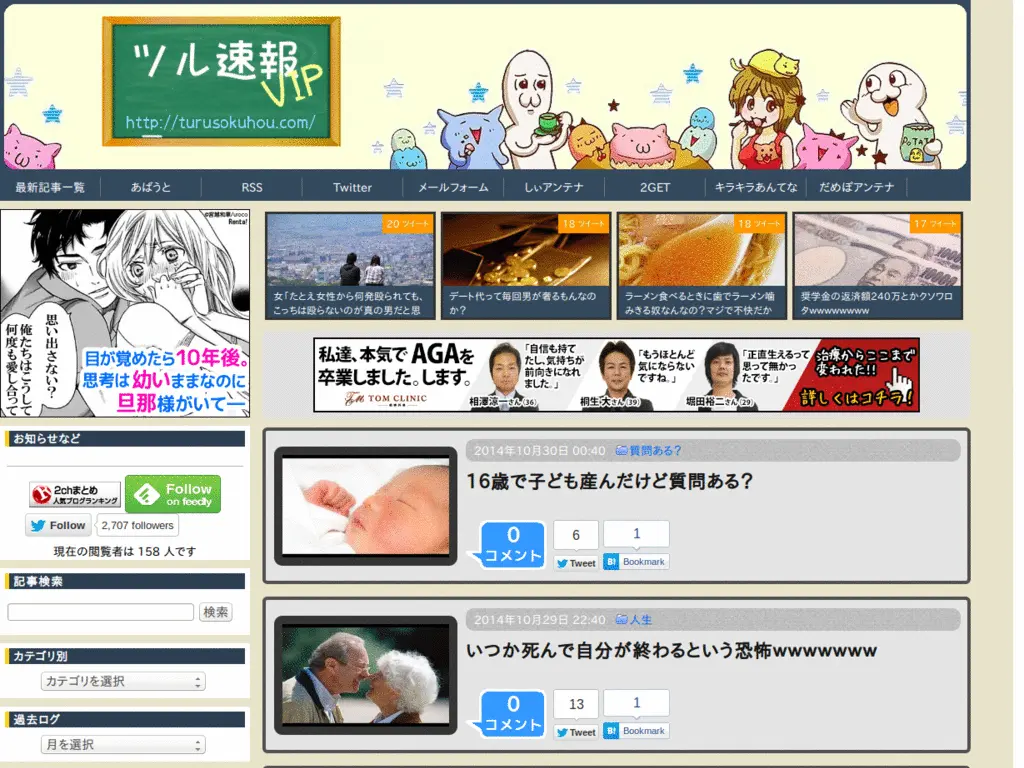 ツル速報
VIP
http://turusokuhou.com/
最新記事一覧
あばうと
RSS
Twitter
メールフォーム
しぃアンテナ
2GET
キラキラあんてな
だめぽアンテナ
©宮越和草/uroco
Renta!
思い出さない?
俺たちはこうして
何度も愛し合って
目が覚めたら10年後。
思考は幼いままなのに
旦那様がいて―
20 ツイート
女「たとえ女性から何発殴られても、
こっちは殴らないのが真の男だと思
18 ツイート
デート代って毎回男が奢るもんなの
か?
18 ツイート
ラーメン食べるときに歯でラーメン噛
みきる奴なんなの?マジで不快だか
17 ツイート
奨学金の返済額240万とかクソワロ
タwwwwwwww
私達、本気でAGAを
卒業しました。します。
TOM CLINIC
「自信も持て
たし、気持ちが
前向きになれ
ました。」
相澤涼一さん(36)
「もうほとんど
気にならない
ですね。」
桐生大さん(39)
「正直生えるって
思って無かっ
たです。」
堀田裕二さん(29)
治療からここまで
変われた!!
詳しくはコチラ!
お知らせなど
2chまとめ
人気ブログランキング
Follow
on feedly
Follow
2,707 followers
現在の閲覧者は 158 人です
記事検索
検索
カテゴリ別
カテゴリを選択
過去ログ
月を選択
2014年10月30日 00:40
質問ある?
16歳で子ども産んだけど質問ある?
0
コメント
6
Tweet
1
B! Bookmark
2014年10月29日 22:40
人生
いつか死んで自分が終わるという恐怖wwwwwww
0
コメント
13
Tweet
1
B! Bookmark